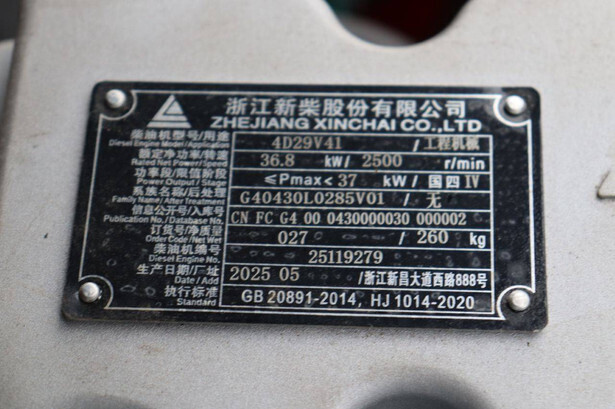 浙江新柴股份有限公司
ZHEJIANG XINCHAI CO.,LTD
柴油机型号/用途 4D29V41 / 工程机械
Diesel Engine Model / Application
额定净功率/转速 36.8 kW/ 2500 r/min
Rated Net Power/Speed
功率段/限值阶段 ≤Pmax< 37 kW / 国四 IV
Power Output / Stage
系族名称/后处理 G40430L0285V01 / 无
Family Name / After Treatment
信息公开号/入库号 CN FC G4 00 0430000030 000002
Publication No./ Database No.
订货号/净质量 027 / 260 kg
Order Code/Net Wet
柴油机编号 25119279
Diesel Engine No.
生产日期/厂址 2025 05 /浙江新昌大道西路888号
Date / Add
执行标准 GB 20891-2014, HJ 1014-2020
Standard